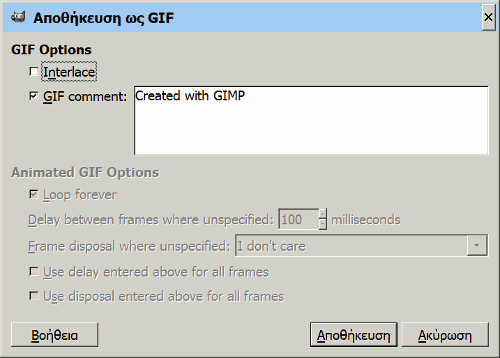 Αποθήκευση ως GIF
GIF Options
Interlace
GIF comment: Created with GIMP
Animated GIF Options
Loop forever
Delay between frames where unspecified: 100 milliseconds
Frame disposal where unspecified: I don't care
Use delay entered above for all frames
Use disposal entered above for all frames
Βοήθεια Αποθήκευση Ακύρωση